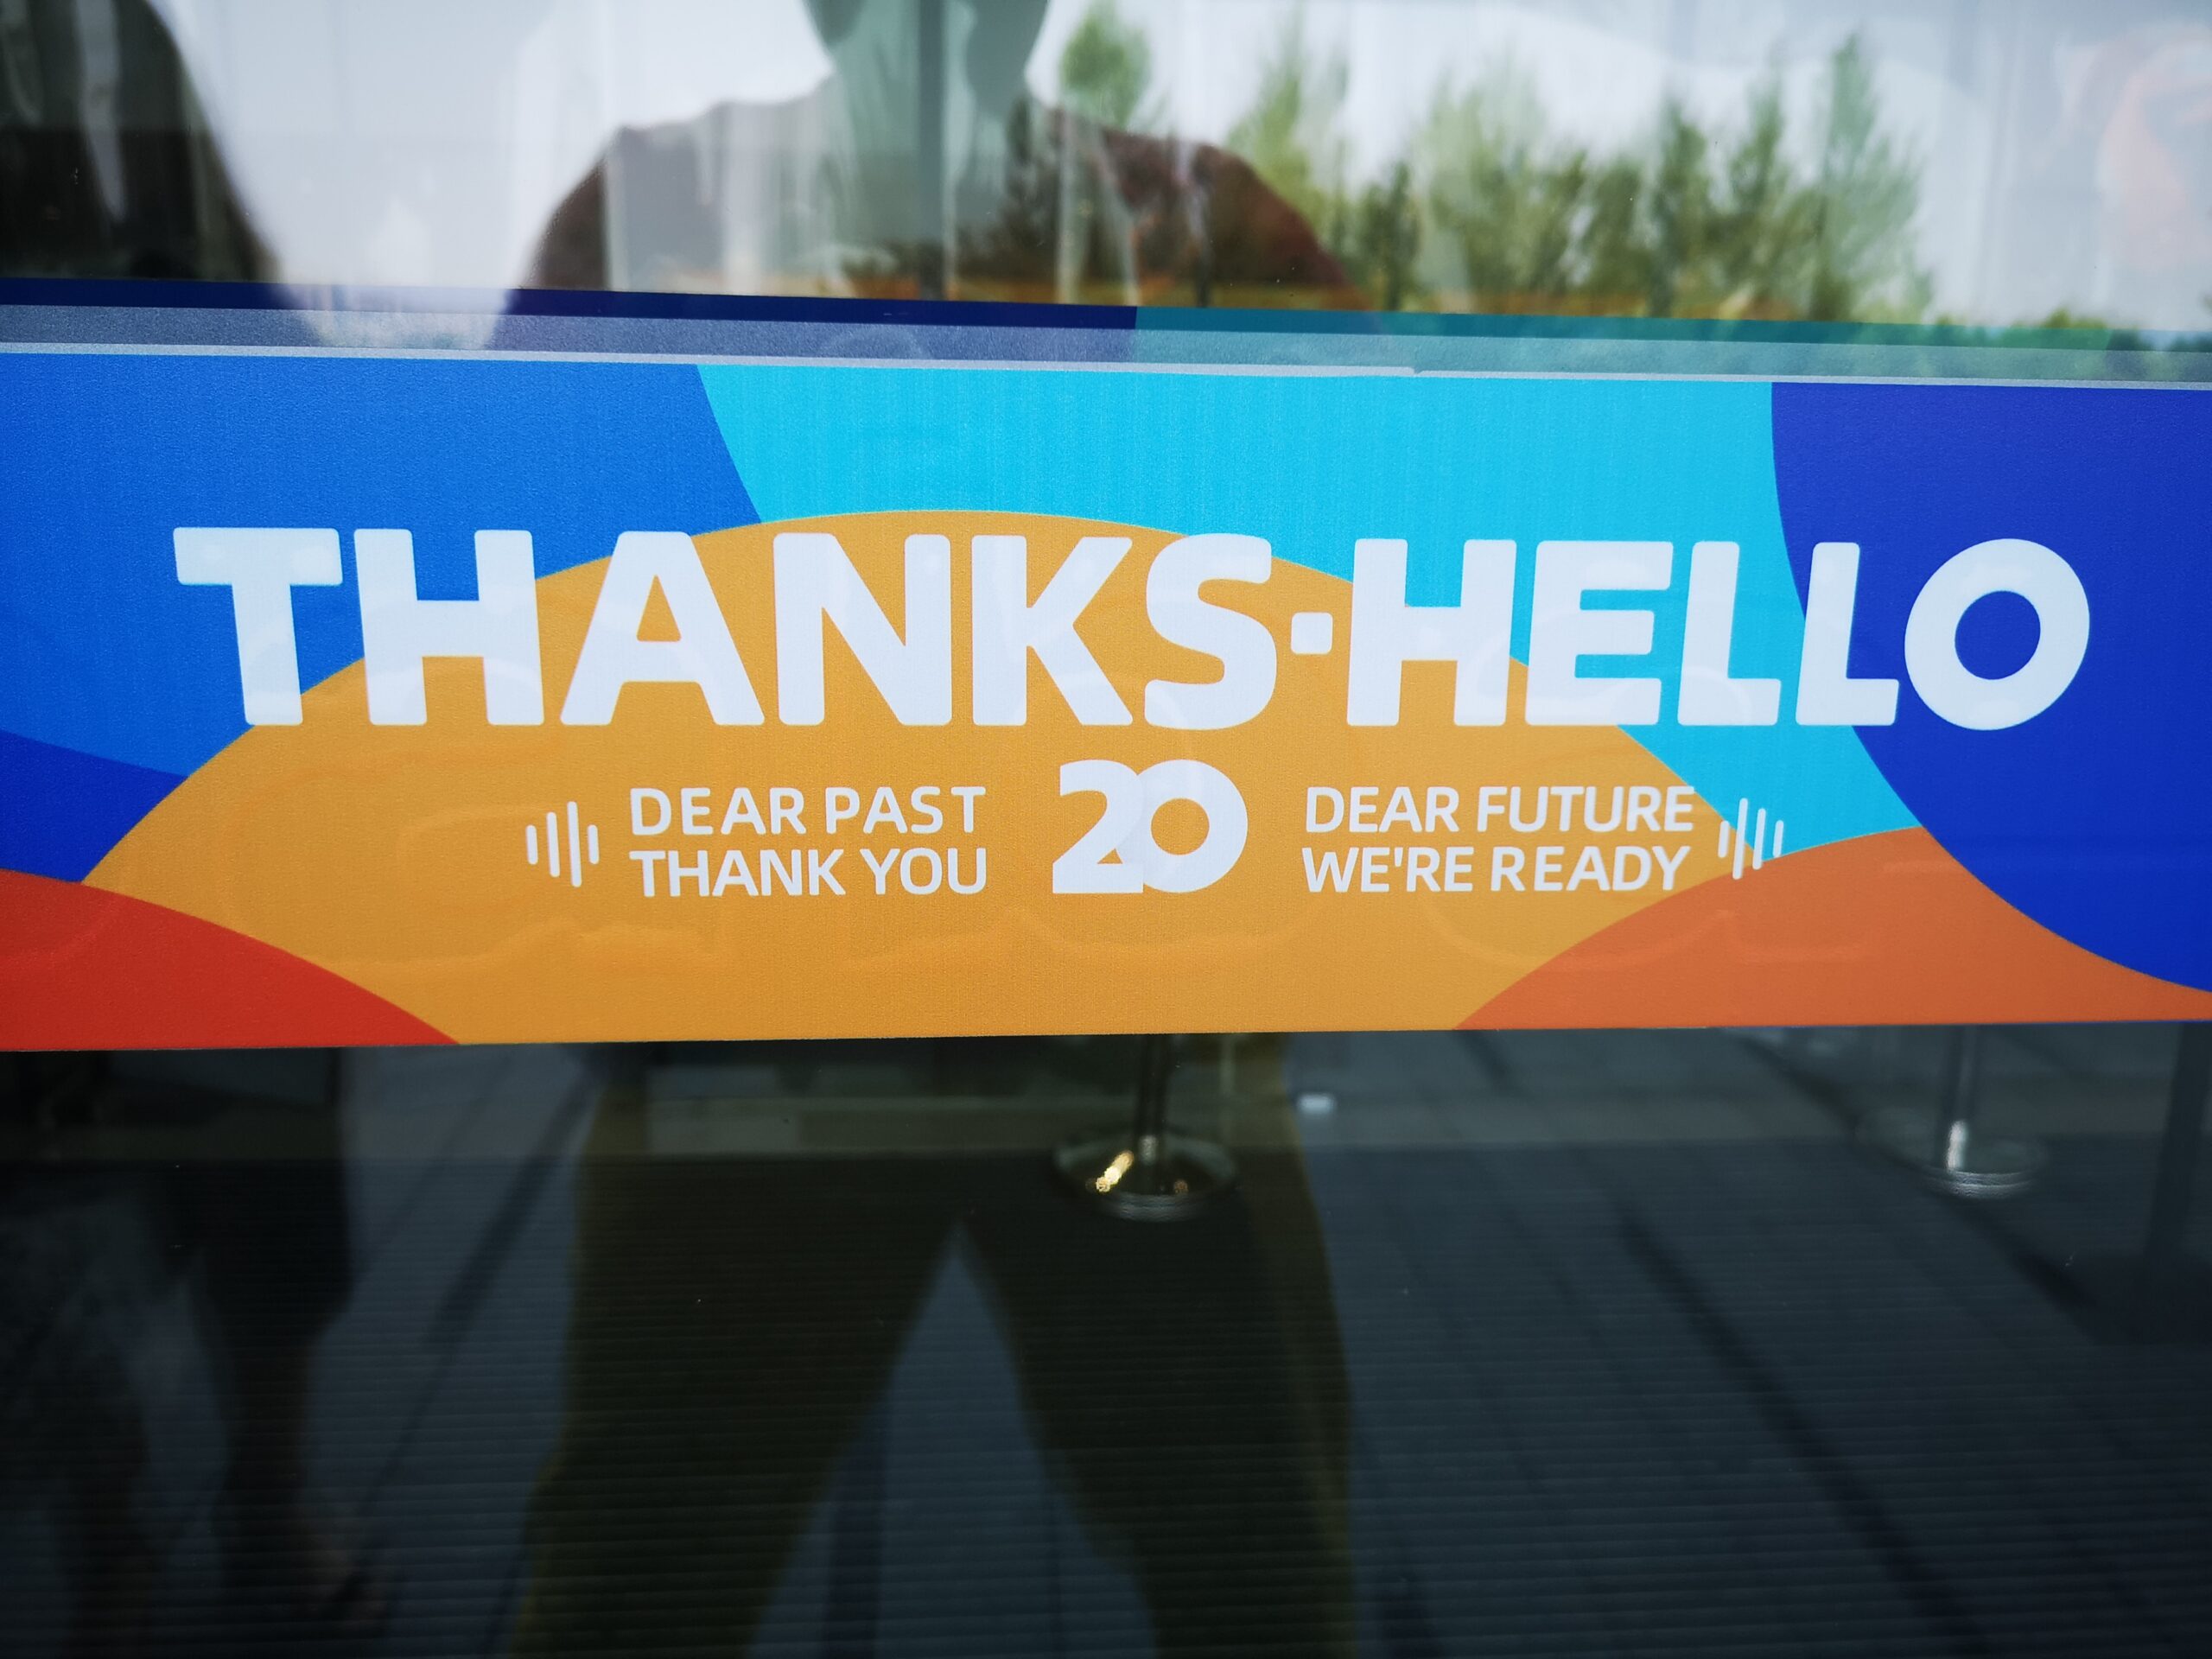 THANKS·HELLO
DEAR PAST
THANK YOU
20
DEAR FUTURE
WE'RE READY